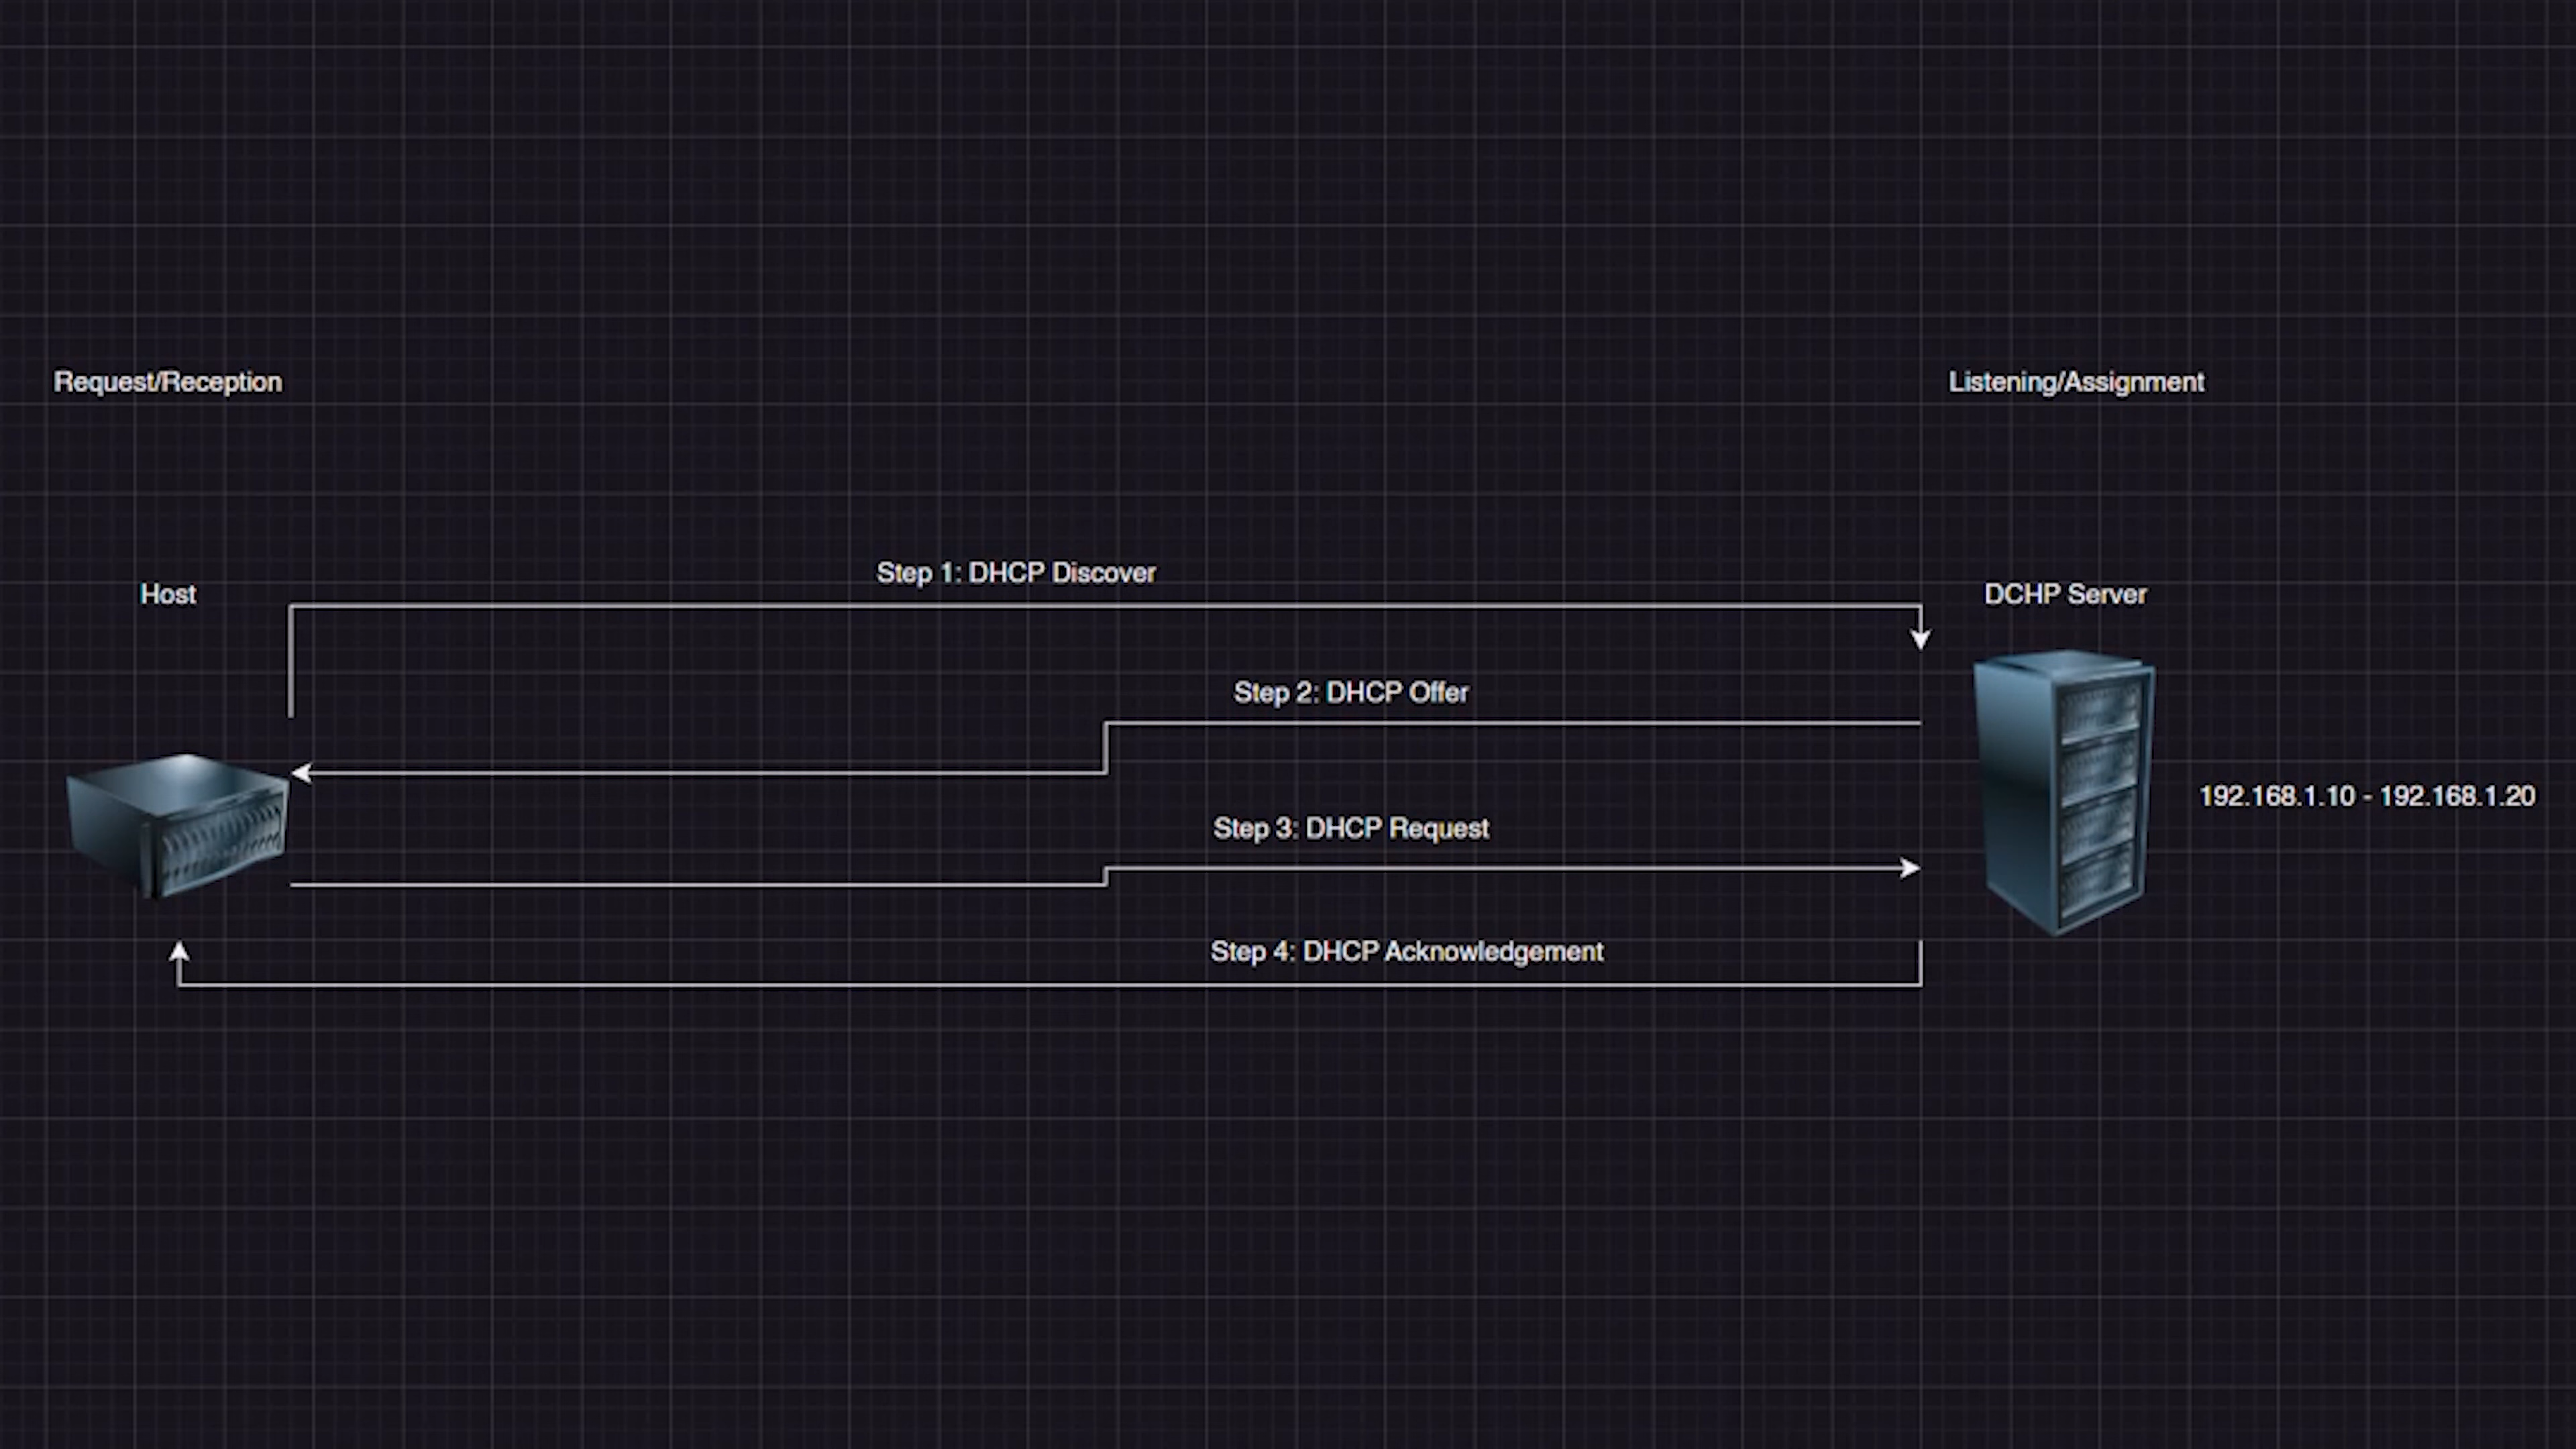 Request/Reception
Listening/Assignment
Step 1: DHCP Discover
Host
DCHP Server
Step 2: DHCP Offer
192.168.1.10 - 192.168.1.20
Step 3: DHCP Request
Step 4: DHCP Acknowledgement